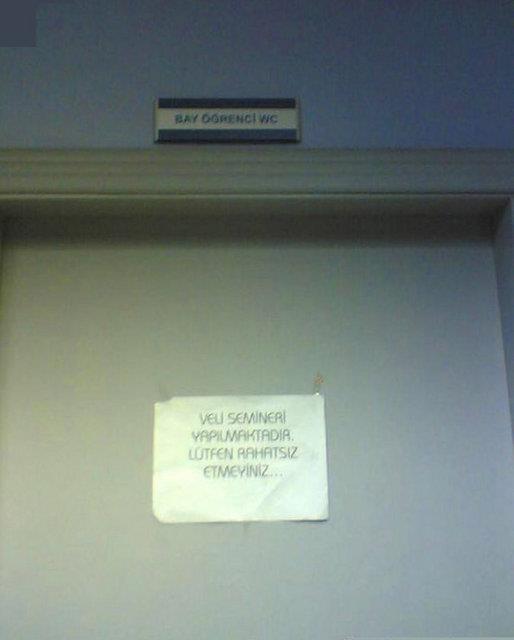 BAY ÖĞRENCİ WC
VELİ SEMİNERİ
YAPILMAKTADIR.
LÜTFEN RAHATSIZ
ETMEYİNİZ...